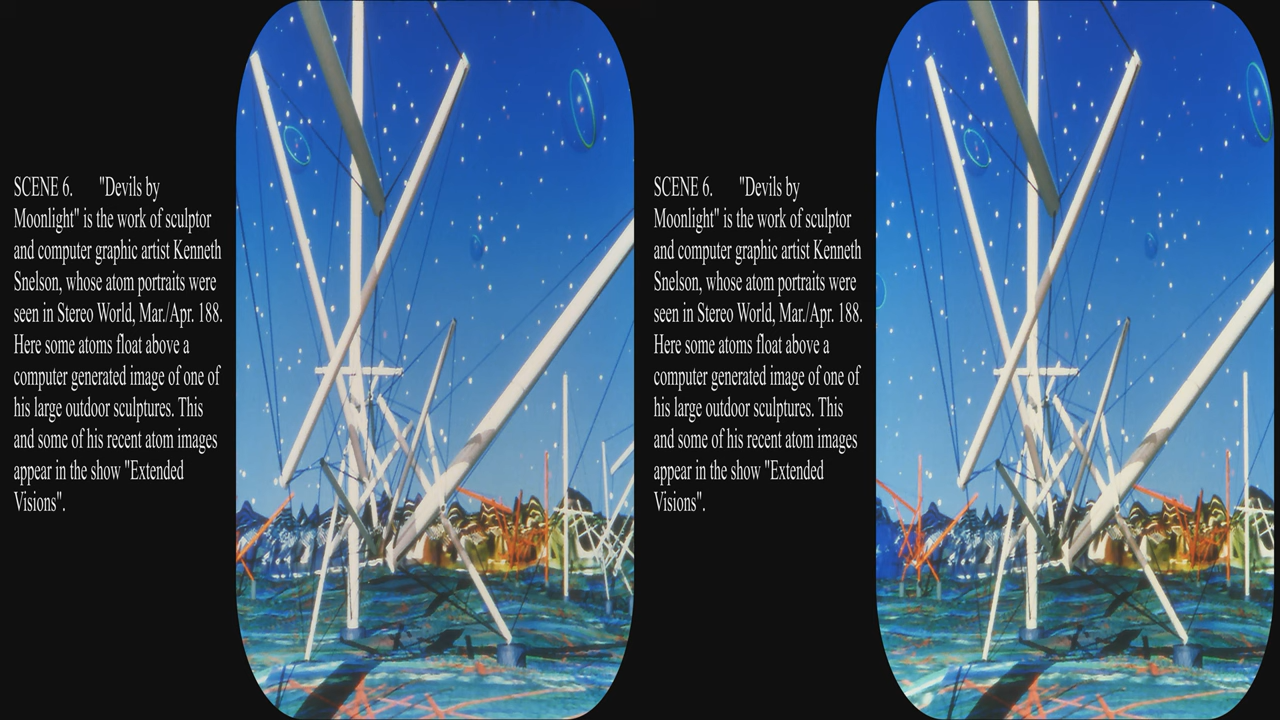 SCENE 6. "Devils by
Moonlight" is the work of sculptor
and computer graphic artist Kenneth
Snelson, whose atom portraits were
seen in Stereo World, Mar./Apr. 188.
Here some atoms float above a
computer generated image of one of
his large outdoor sculptures. This
and some of his recent atom images
appear in the show "Extended
Visions".
SCENE 6. "Devils by
Moonlight" is the work of sculptor
and computer graphic artist Kenneth
Snelson, whose atom portraits were
seen in Stereo World, Mar./Apr. 188.
Here some atoms float above a
computer generated image of one of
his large outdoor sculptures. This
and some of his recent atom images
appear in the show "Extended
Visions".